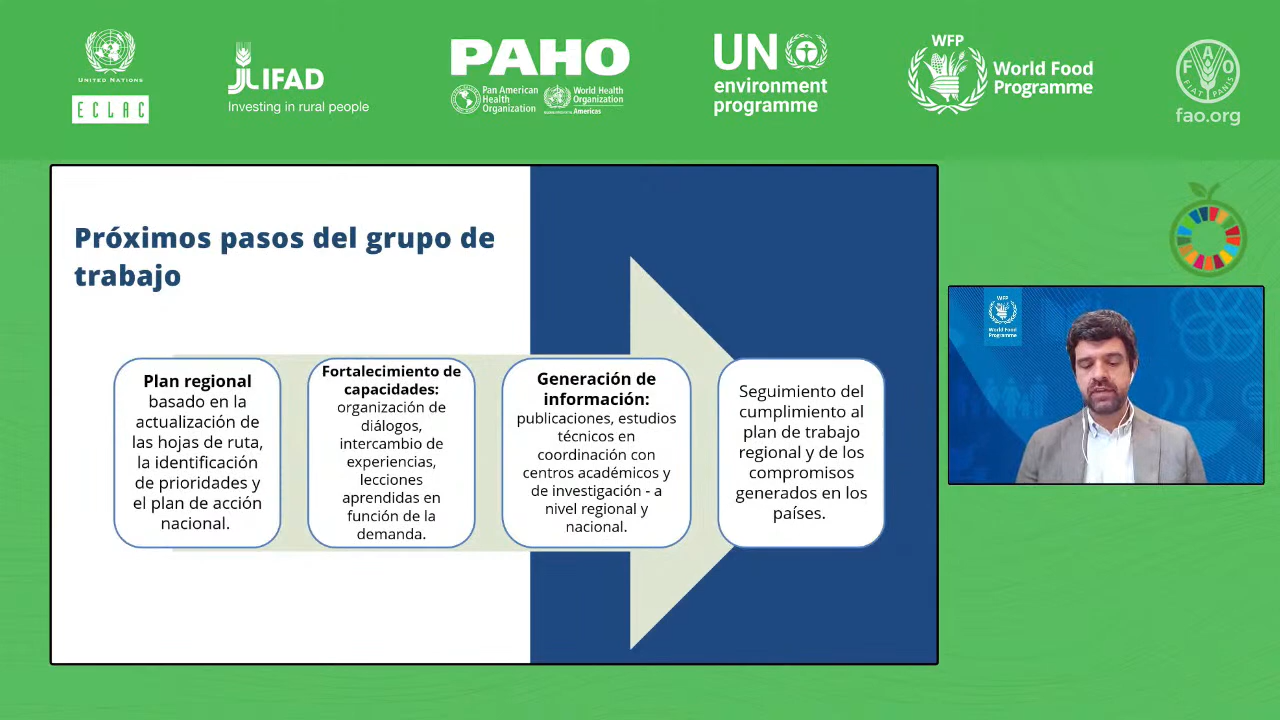 UNITED NATIONS
ECLAC
IFAD
Investing in rural people
PAHO
Pan American
Health
Organization
World Health
Organization
Americas
UN
environment
programme
WFP
World Food
Programme
F A O
FIAT PANIS
fao.org
Próximos pasos del grupo de
trabajo
Plan regional
basado en la
actualización de
las hojas de ruta,
la identificación
de prioridades y
el plan de acción
nacional.
Fortalecimiento de
capacidades:
organización de
diálogos,
intercambio de
experiencias,
lecciones
aprendidas en
función de la
demanda.
Generación de
información:
publicaciones, estudios
técnicos en
coordinación con
centros académicos y
de investigación - a
nivel regional y
nacional.
Seguimiento del
cumplimiento al
plan de trabajo
regional y de los
compromisos
generados en los
países.
WFP
World Food
Programme